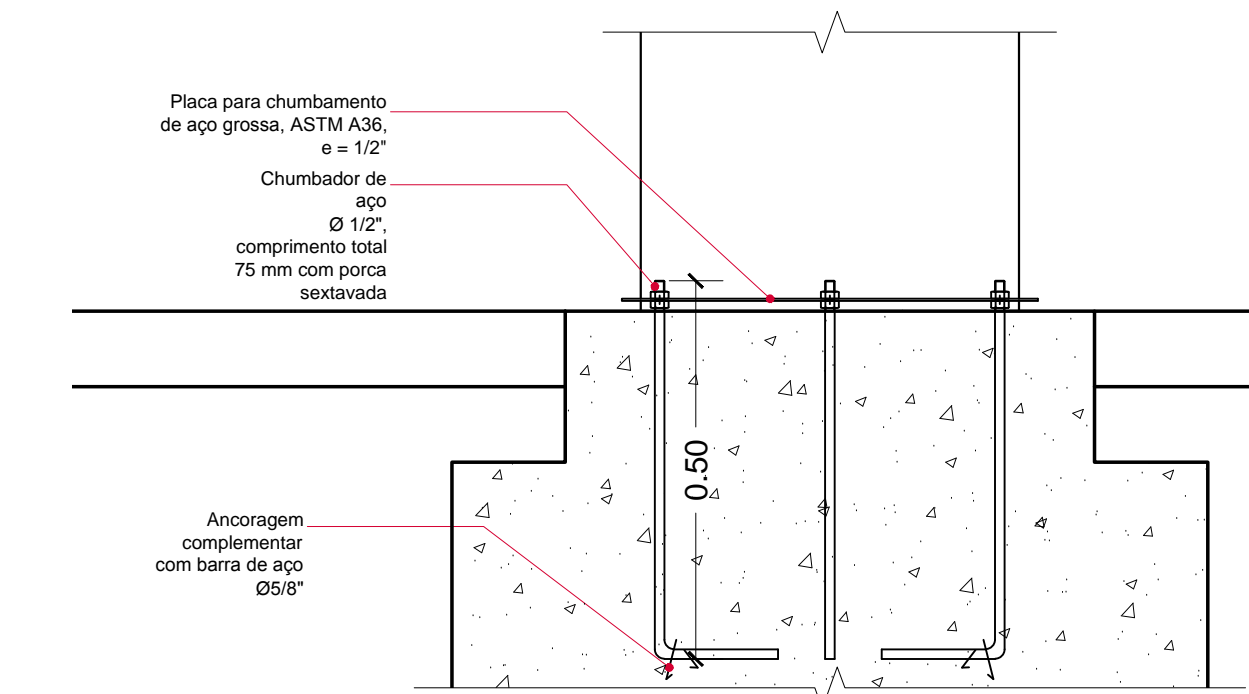 Placa para chumbamento
de aço grossa, ASTM A36,
e = 1/2"
Chumbador de
aço
Ø 1/2",
comprimento total
75 mm com porca
sextavada
0.50
Ancoragem
complementar
com barra de aço
Ø5/8"